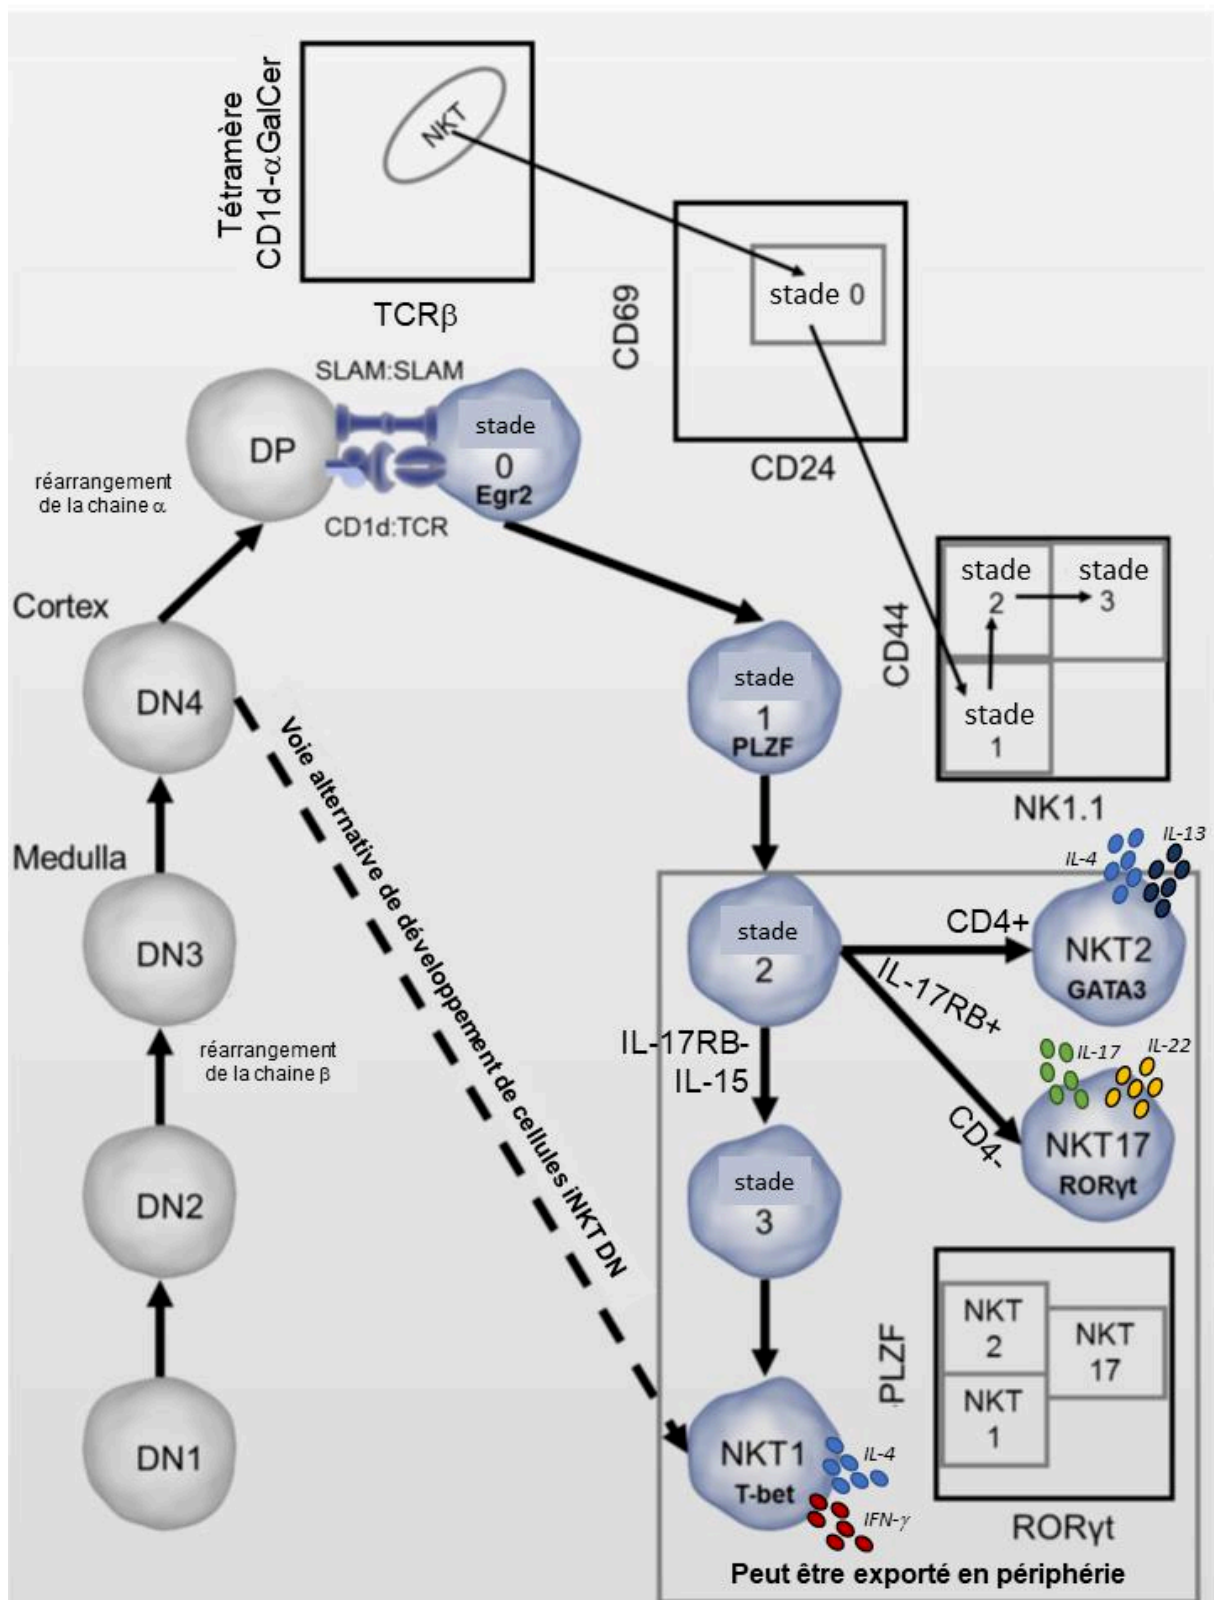 Tétramère
CD1d-αGalCer
NKT
TCRβ
CD69
stade 0
CD24
SLAM:SLAM
DP
stade
0
Egr2
CD1d:TCR
réarrangement
de la chaine α
Cortex
DN4
stade
1
PLZF
CD44
stade
2
stade
3
stade
1
NK1.1
Voie alternative de développement de cellules iNKT DN
Medulla
DN3
réarrangement
de la chaine β
DN2
DN1
stade
2
CD4+
IL-17RB+
CD4-
IL-4
IL-13
NKT2
GATA3
IL-17
IL-22
NKT17
RORγt
IL-17RB-
IL-15
stade
3
NKT1
T-bet
IL-4
IFN-γ
PLZF
NKT
2
NKT
17
NKT
1
RORγt
Peut être exporté en périphérie